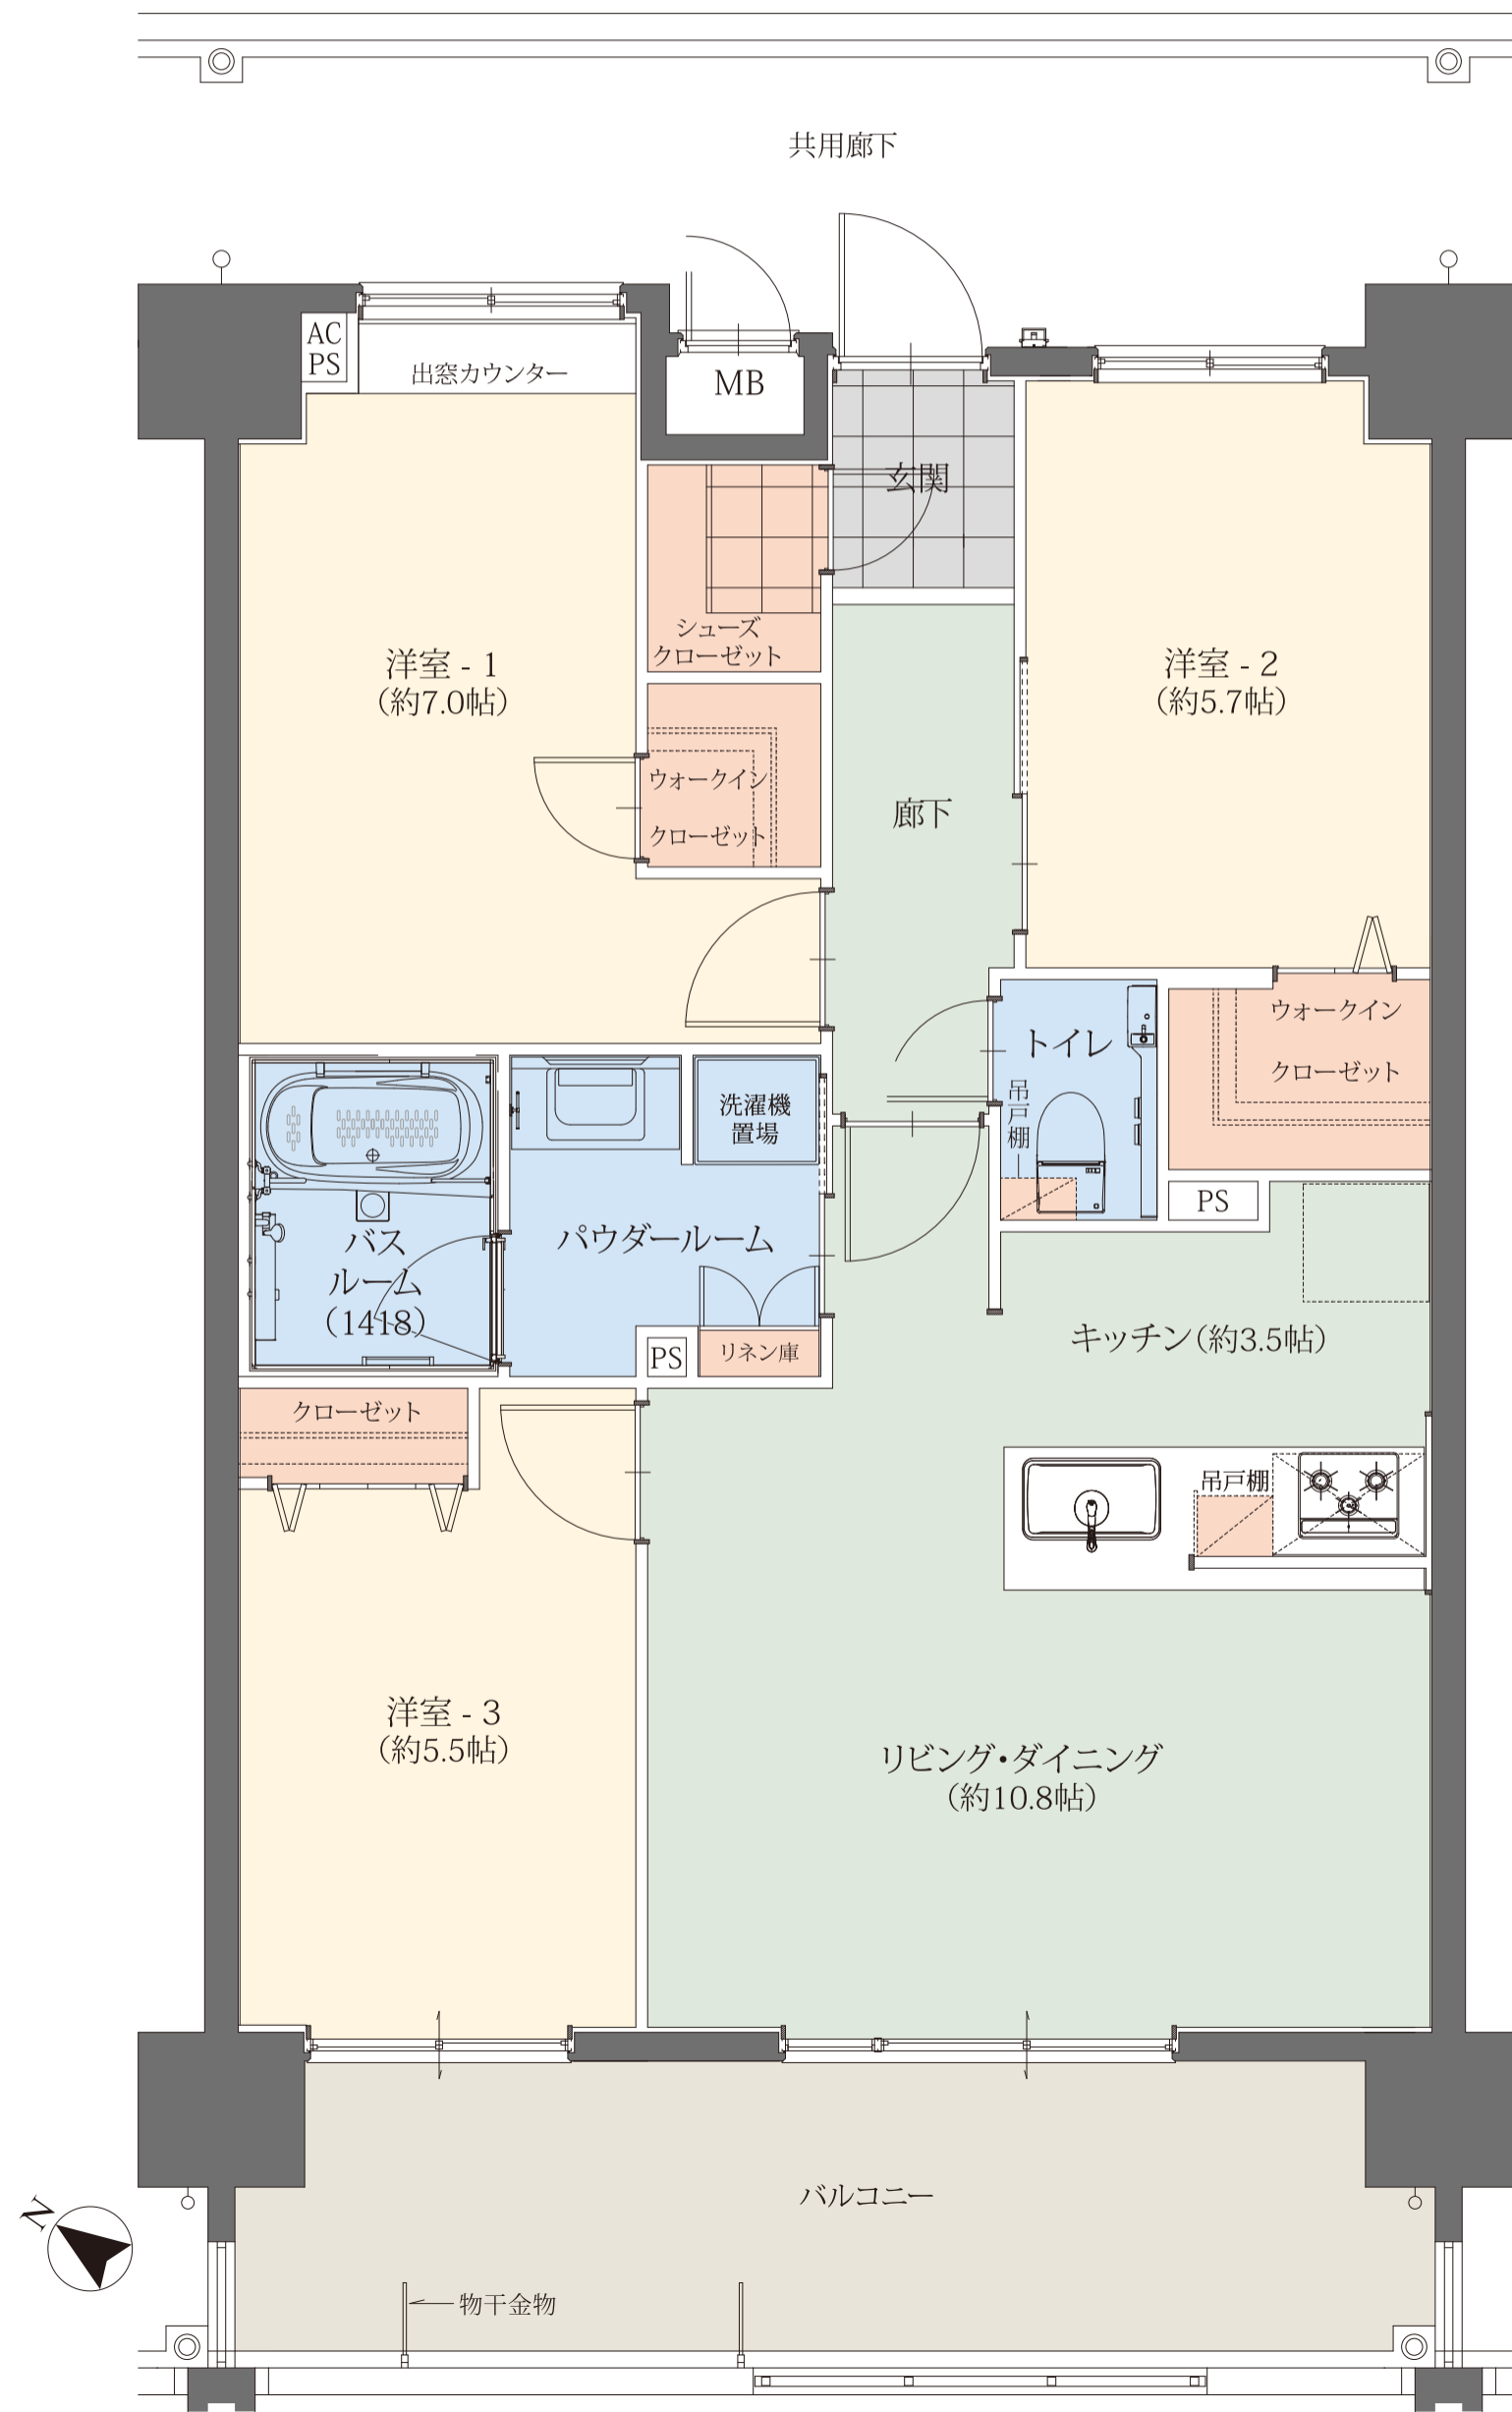 共用廊下
AC
PS
出窓カウンター
MB
玄関
シューズ
クローゼット
洋室 - 1
（約7.0帖）
洋室 - 2
（約5.7帖）
ウォークイン
クローゼット
廊下
ウォークイン
クローゼット
トイレ
吊戸棚
洗濯機
置場
PS
パウダールーム
バス
ルーム
（1418）
キッチン（約3.5帖）
PS
リネン庫
クローゼット
吊戸棚
洋室 - 3
（約5.5帖）
リビング・ダイニング
（約10.8帖）
バルコニー
N
物干金物